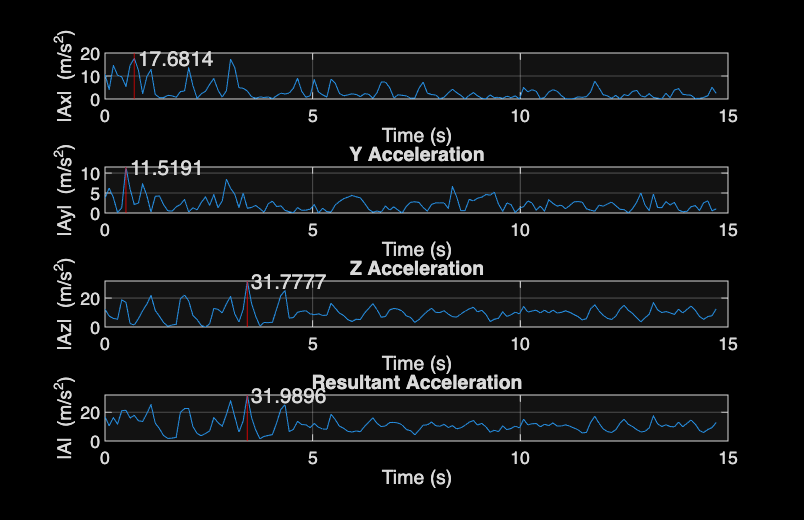 20
17.6814
10
0
|Ax| (m/s²)
0 5 10 15
Time (s)
Y Acceleration
11.5191
10
5
0
|Ay| (m/s²)
0 5 10 15
Time (s)
Z Acceleration
31.7777
20
0
|Az| (m/s²)
0 5 10 15
Time (s)
Resultant Acceleration
31.9896
20
0
|A| (m/s²)
0 5 10 15
Time (s)